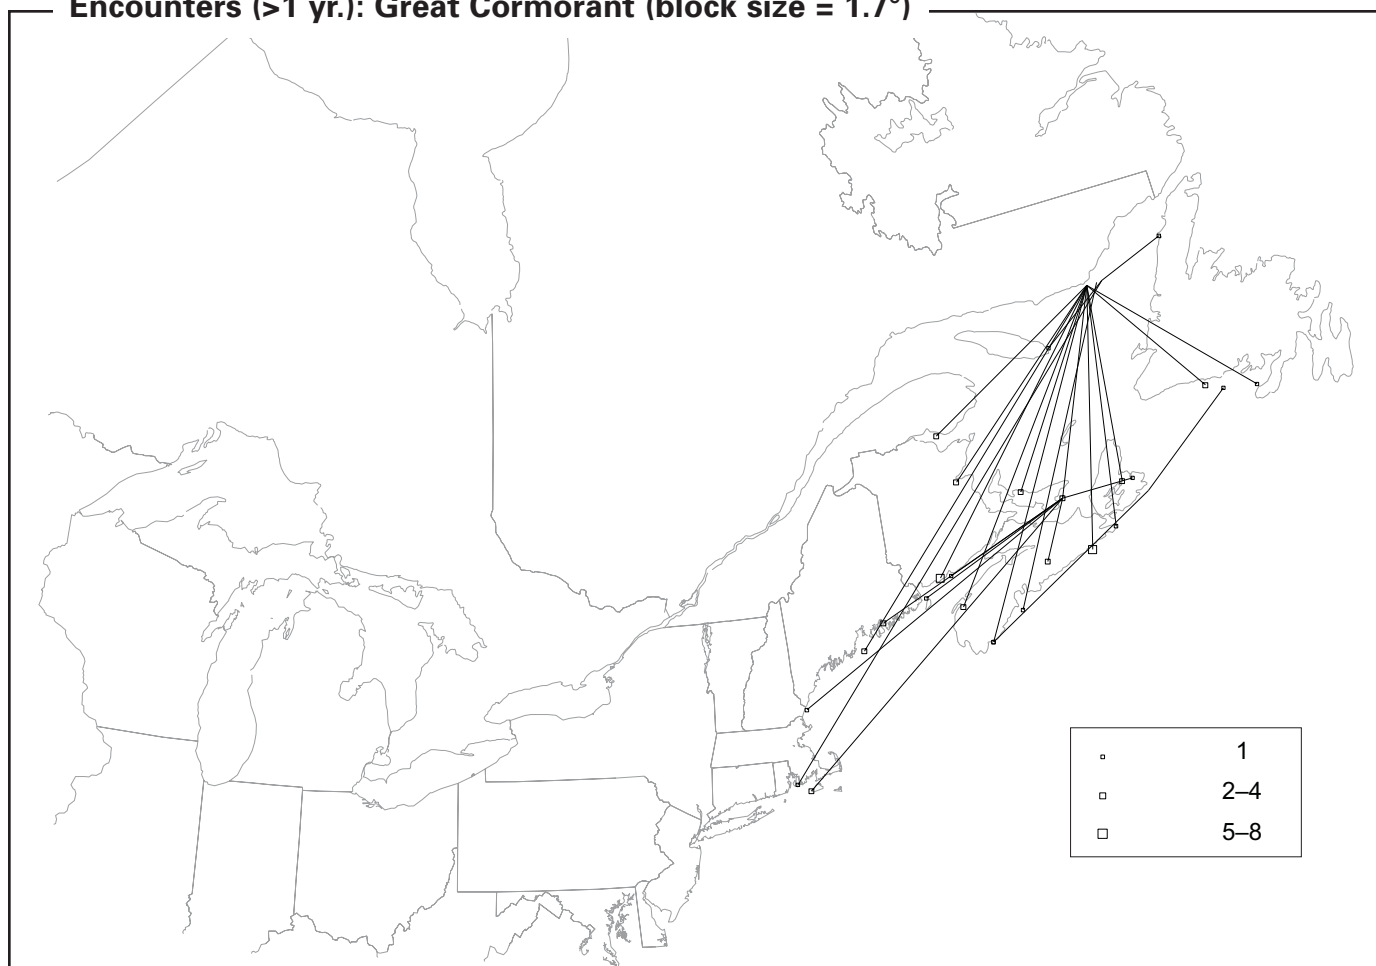 Encounters (>1 yr.): Great Cormorant (block size = 1.7°)
1
2–4
5–8